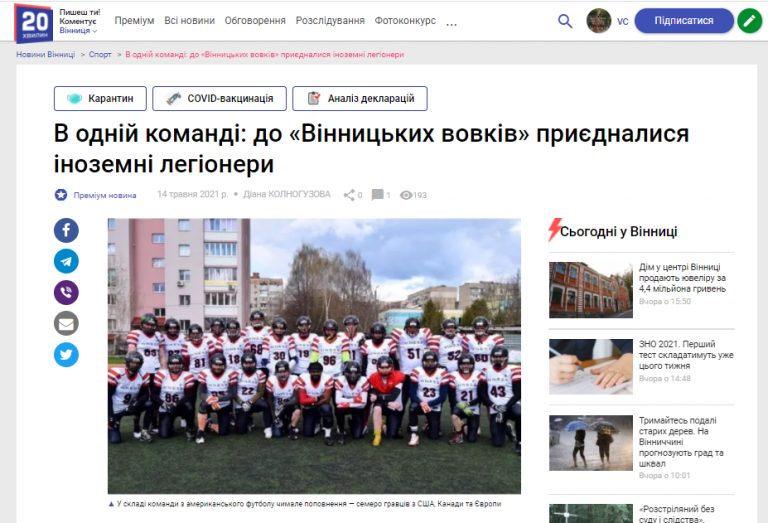 20
ХВИЛИН
Пишеш ти!
Коментує
Вінниця
Преміум Всі новини Обговорення Розслідування Фотоконкурс ...
VC Підписатися
Новини Вінниці > Спорт > В одній команді: до «Вінницьких вовків» приєдналися іноземні легіонери
Карантин COVID-вакцинація Аналіз декларацій
В одній команді: до «Вінницьких вовків» приєдналися
іноземні легіонери
Преміум новина 14 травня 2021 р. Діана КОЛНОГУЗОВА 0 1 193
▲ У складі команди з американського футболу чимале поповнення — семеро гравців з США, Канади та Європи
Сьогодні у Вінниці
Дім у центрі Вінниці
продають ювеліру за
4,4 мільйона гривень
Вчора о 15:50
ЗНО 2021. Перший
тест складатимуть уже
цього тижня
Вчора о 14:48
Тримайтесь подалі
старих дерев. На
Вінниччині
прогнозують град та
шквал
Вчора о 10:01
«Розстріляний без
суду і слідства».